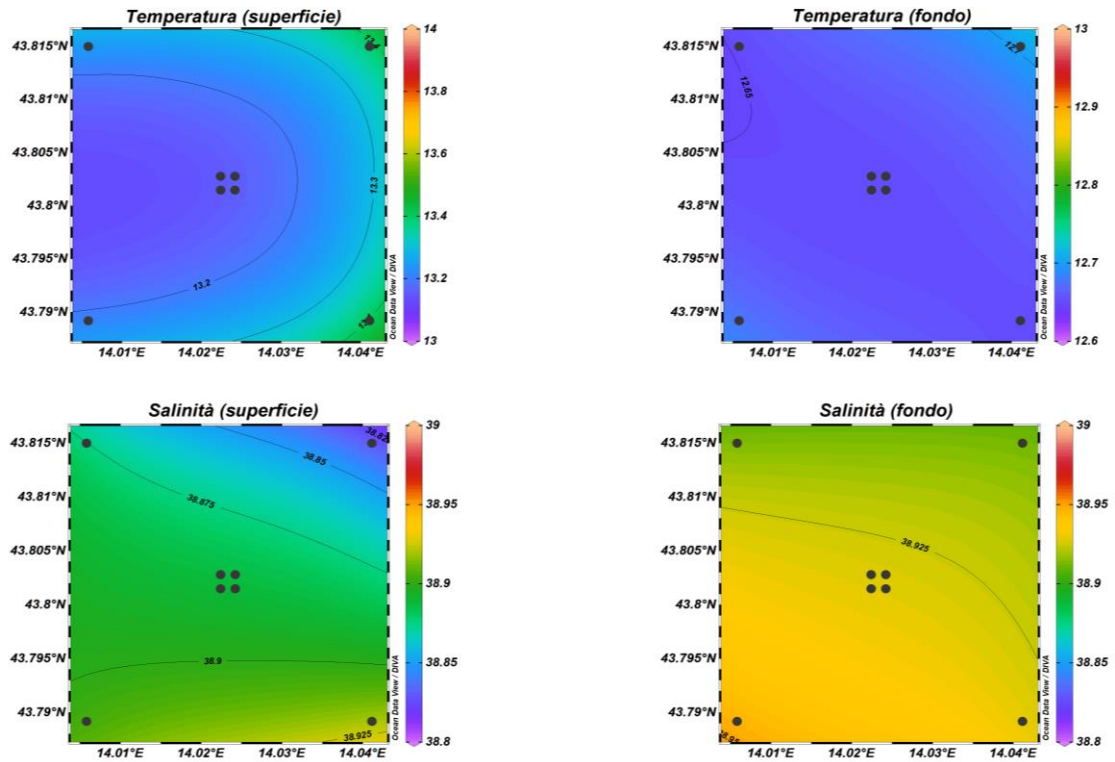 Temperatura (superficie)
43.815°N
43.81°N
43.805°N
43.8°N
43.795°N
43.79°N
14.01°E
14.02°E
14.03°E
14.04°E
13.2
13.3
Ocean Data View / DIVA
14
13.8
13.6
13.4
13.2
13
Temperatura (fondo)
43.815°N
43.81°N
43.805°N
43.8°N
43.795°N
43.79°N
14.01°E
14.02°E
14.03°E
14.04°E
12.65
Ocean Data View / DIVA
13
12.9
12.8
12.7
12.6
Salinità (superficie)
43.815°N
43.81°N
43.805°N
43.8°N
43.795°N
43.79°N
14.01°E
14.02°E
14.03°E
14.04°E
38.85
38.875
38.9
38.925
Ocean Data View / DIVA
39
38.95
38.9
38.85
38.8
Salinità (fondo)
43.815°N
43.81°N
43.805°N
43.8°N
43.795°N
43.79°N
14.01°E
14.02°E
14.03°E
14.04°E
38.925
Ocean Data View / DIVA
39
38.95
38.9
38.85
38.8